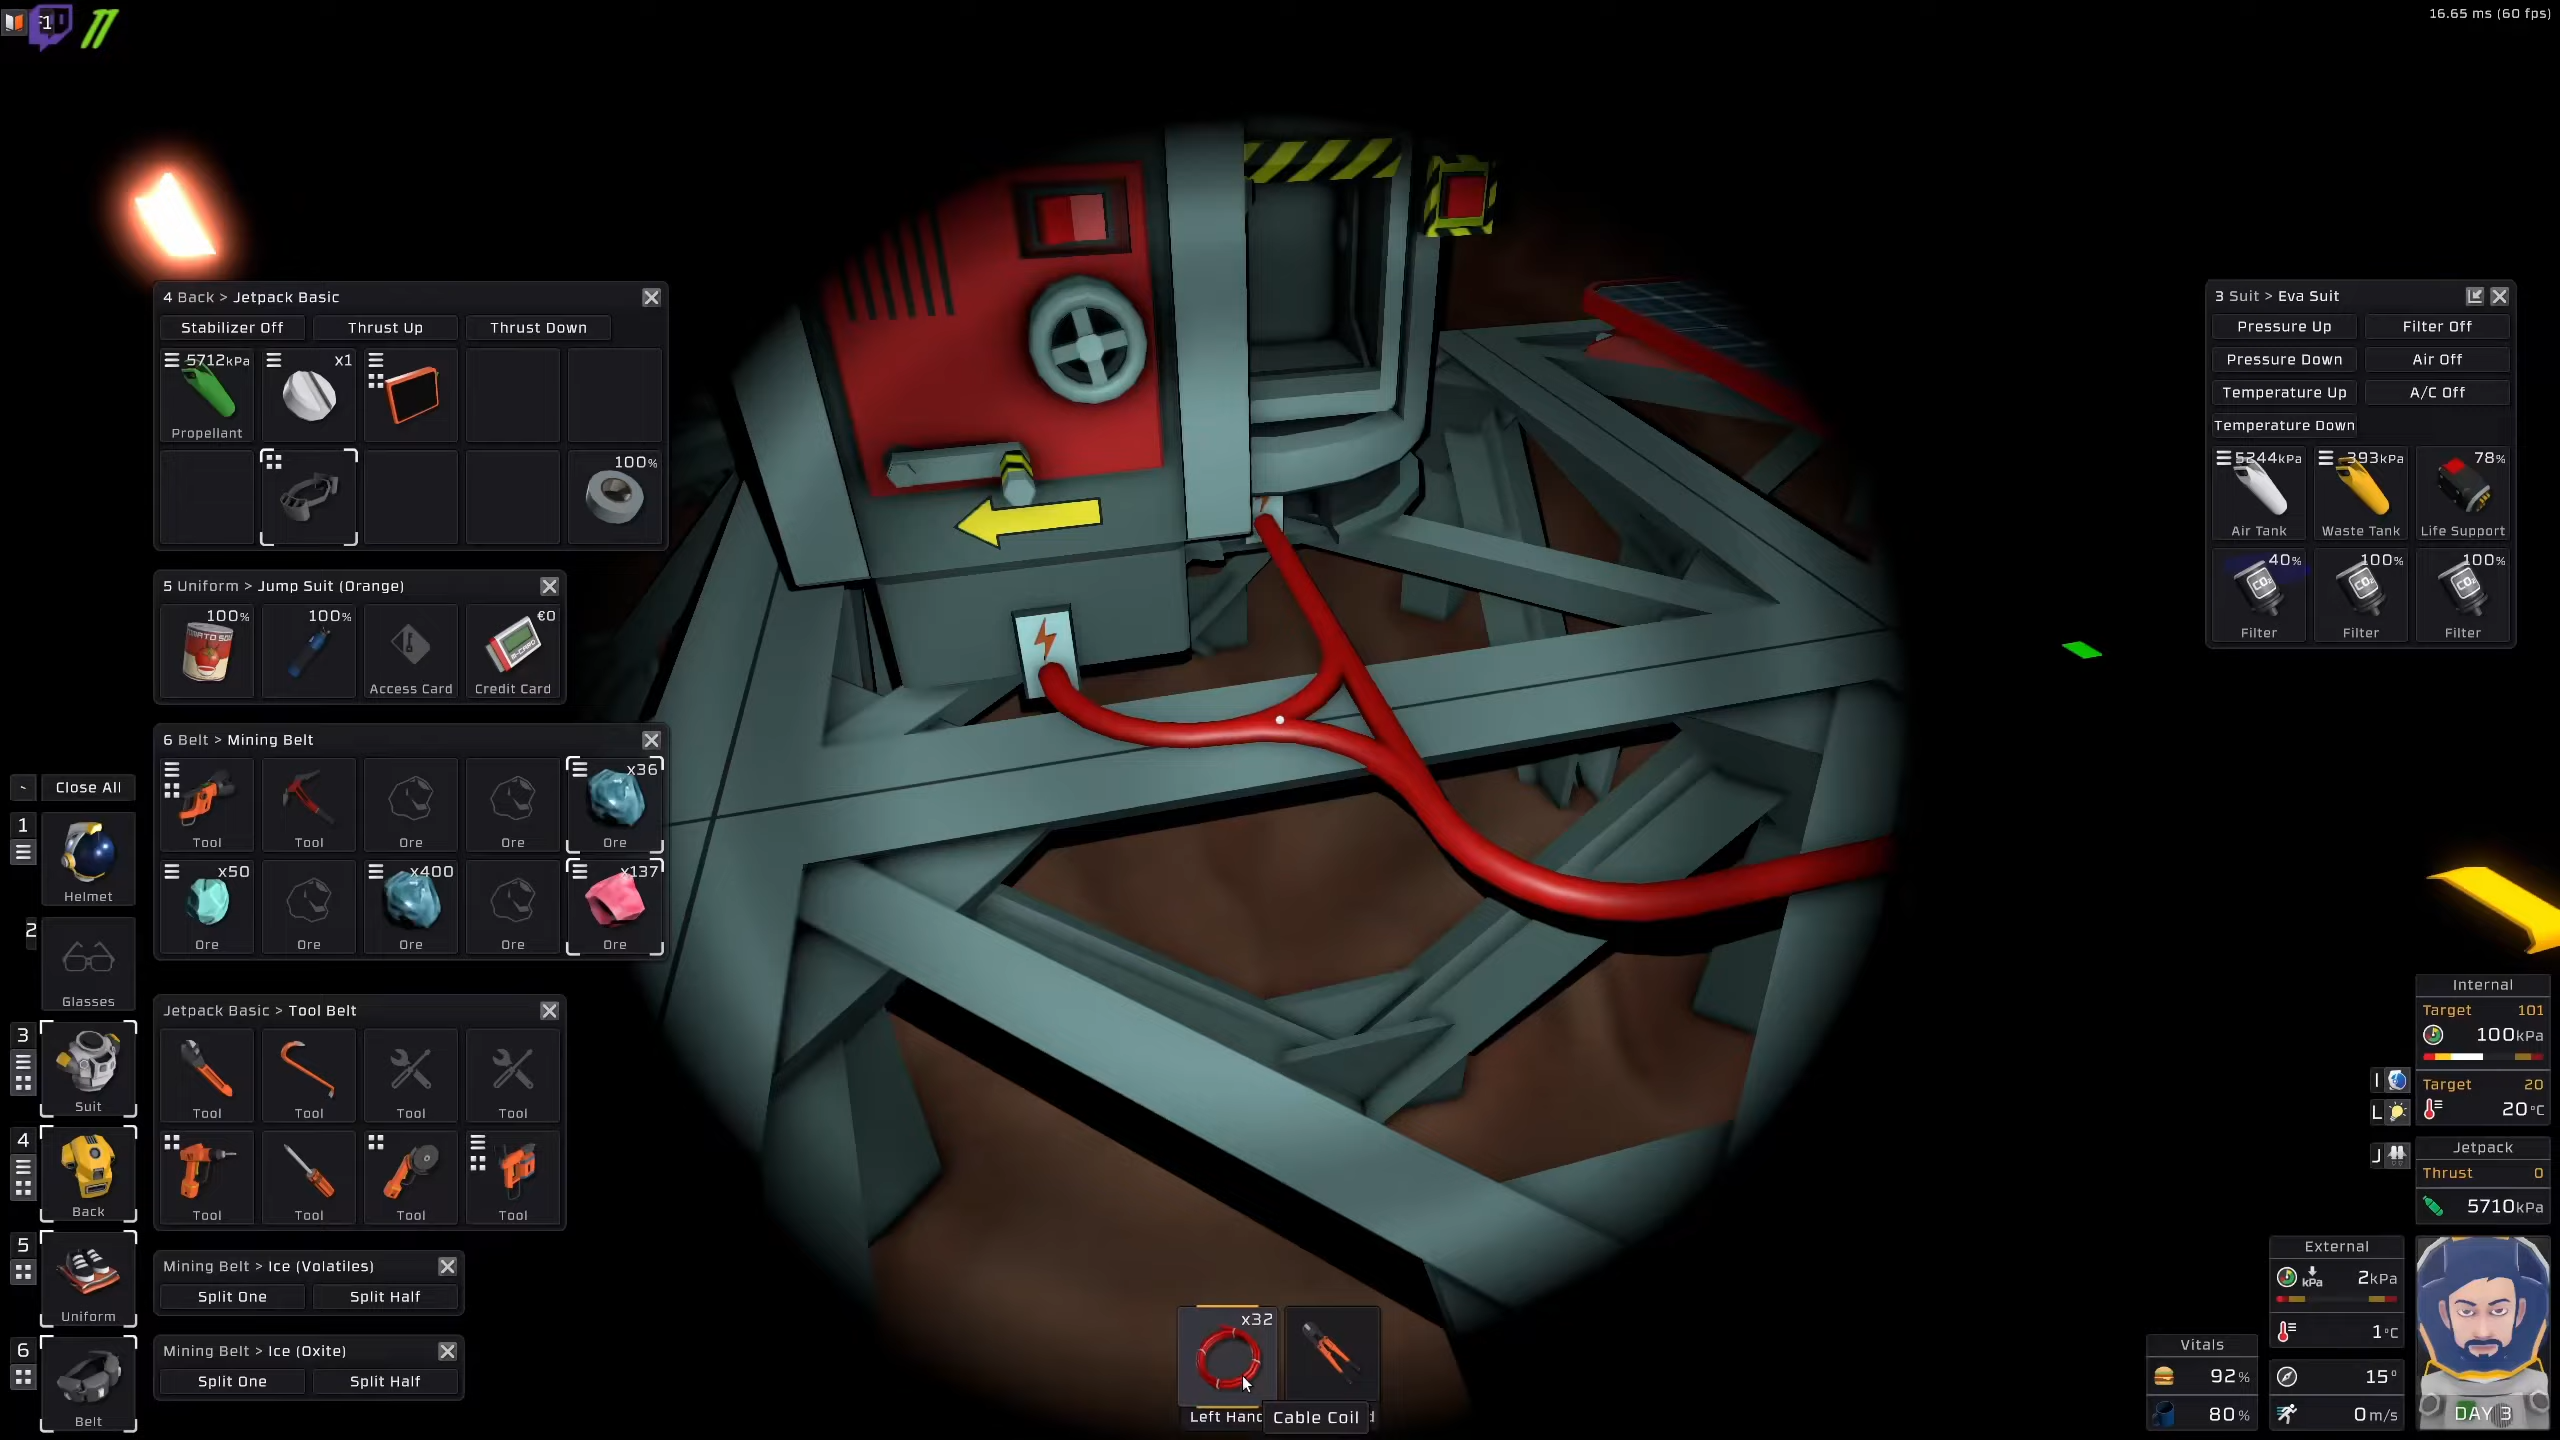 F1
16.65 ms (60 fps)
4 Back > Jetpack Basic
Stabilizer Off
Thrust Up
Thrust Down
5712kPa
x1
Propellant
100%
5 Uniform > Jump Suit (Orange)
100%
100%
€0
Access Card
Credit Card
6 Belt > Mining Belt
x36
Tool
Tool
Ore
Ore
Ore
x50
x400
x137
Ore
Ore
Ore
Ore
Ore
Jetpack Basic > Tool Belt
Tool
Tool
Tool
Tool
Tool
Tool
Tool
Tool
Mining Belt > Ice (Volatiles)
Split One
Split Half
Mining Belt > Ice (Oxite)
Split One
Split Half
~
Close All
1
Helmet
2
Glasses
3
Suit
4
Back
5
Uniform
6
Belt
x32
Left Hand
Cable Coil
3 Suit > Eva Suit
Pressure Up
Filter Off
Pressure Down
Air Off
Temperature Up
A/C Off
Temperature Down
5244kPa
393kPa
78%
Air Tank
Waste Tank
Life Support
40%
100%
100%
Filter
Filter
Filter
Internal
Target 101
100kPa
Target 20
20°C
I
L
J
Jetpack
Thrust 0
5710kPa
External
kPa
2kPa
1°C
15°
0m/s
Vitals
92%
80%
DAY 3